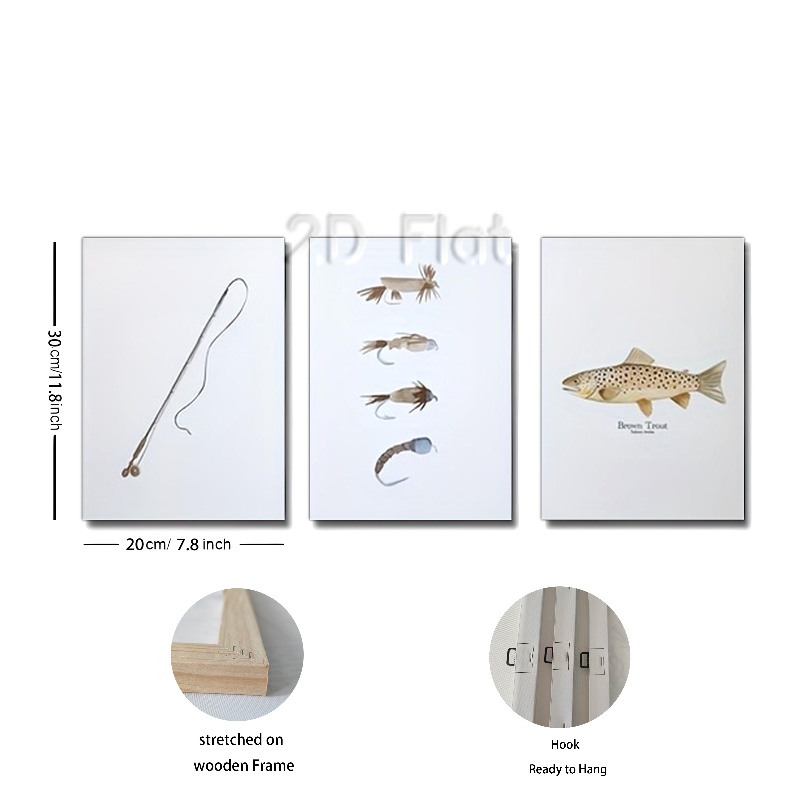 2D Flat
30cm/11.8inch
Brown Trout
20cm/ 7.8 inch
stretched on
wooden Frame
Hook
Ready to Hang